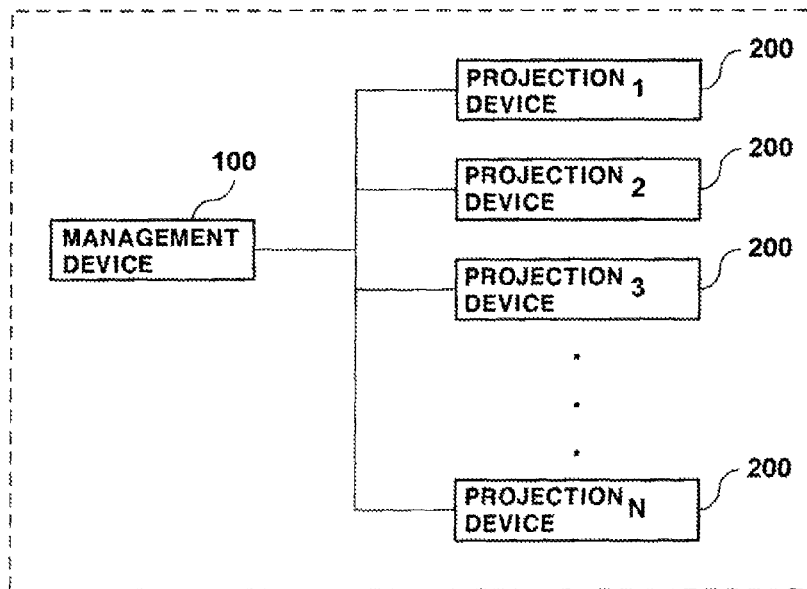 200
PROJECTION 1
DEVICE
200
PROJECTION 2
DEVICE
100
MANAGEMENT
DEVICE
200
PROJECTION 3
DEVICE
200
PROJECTION N
DEVICE